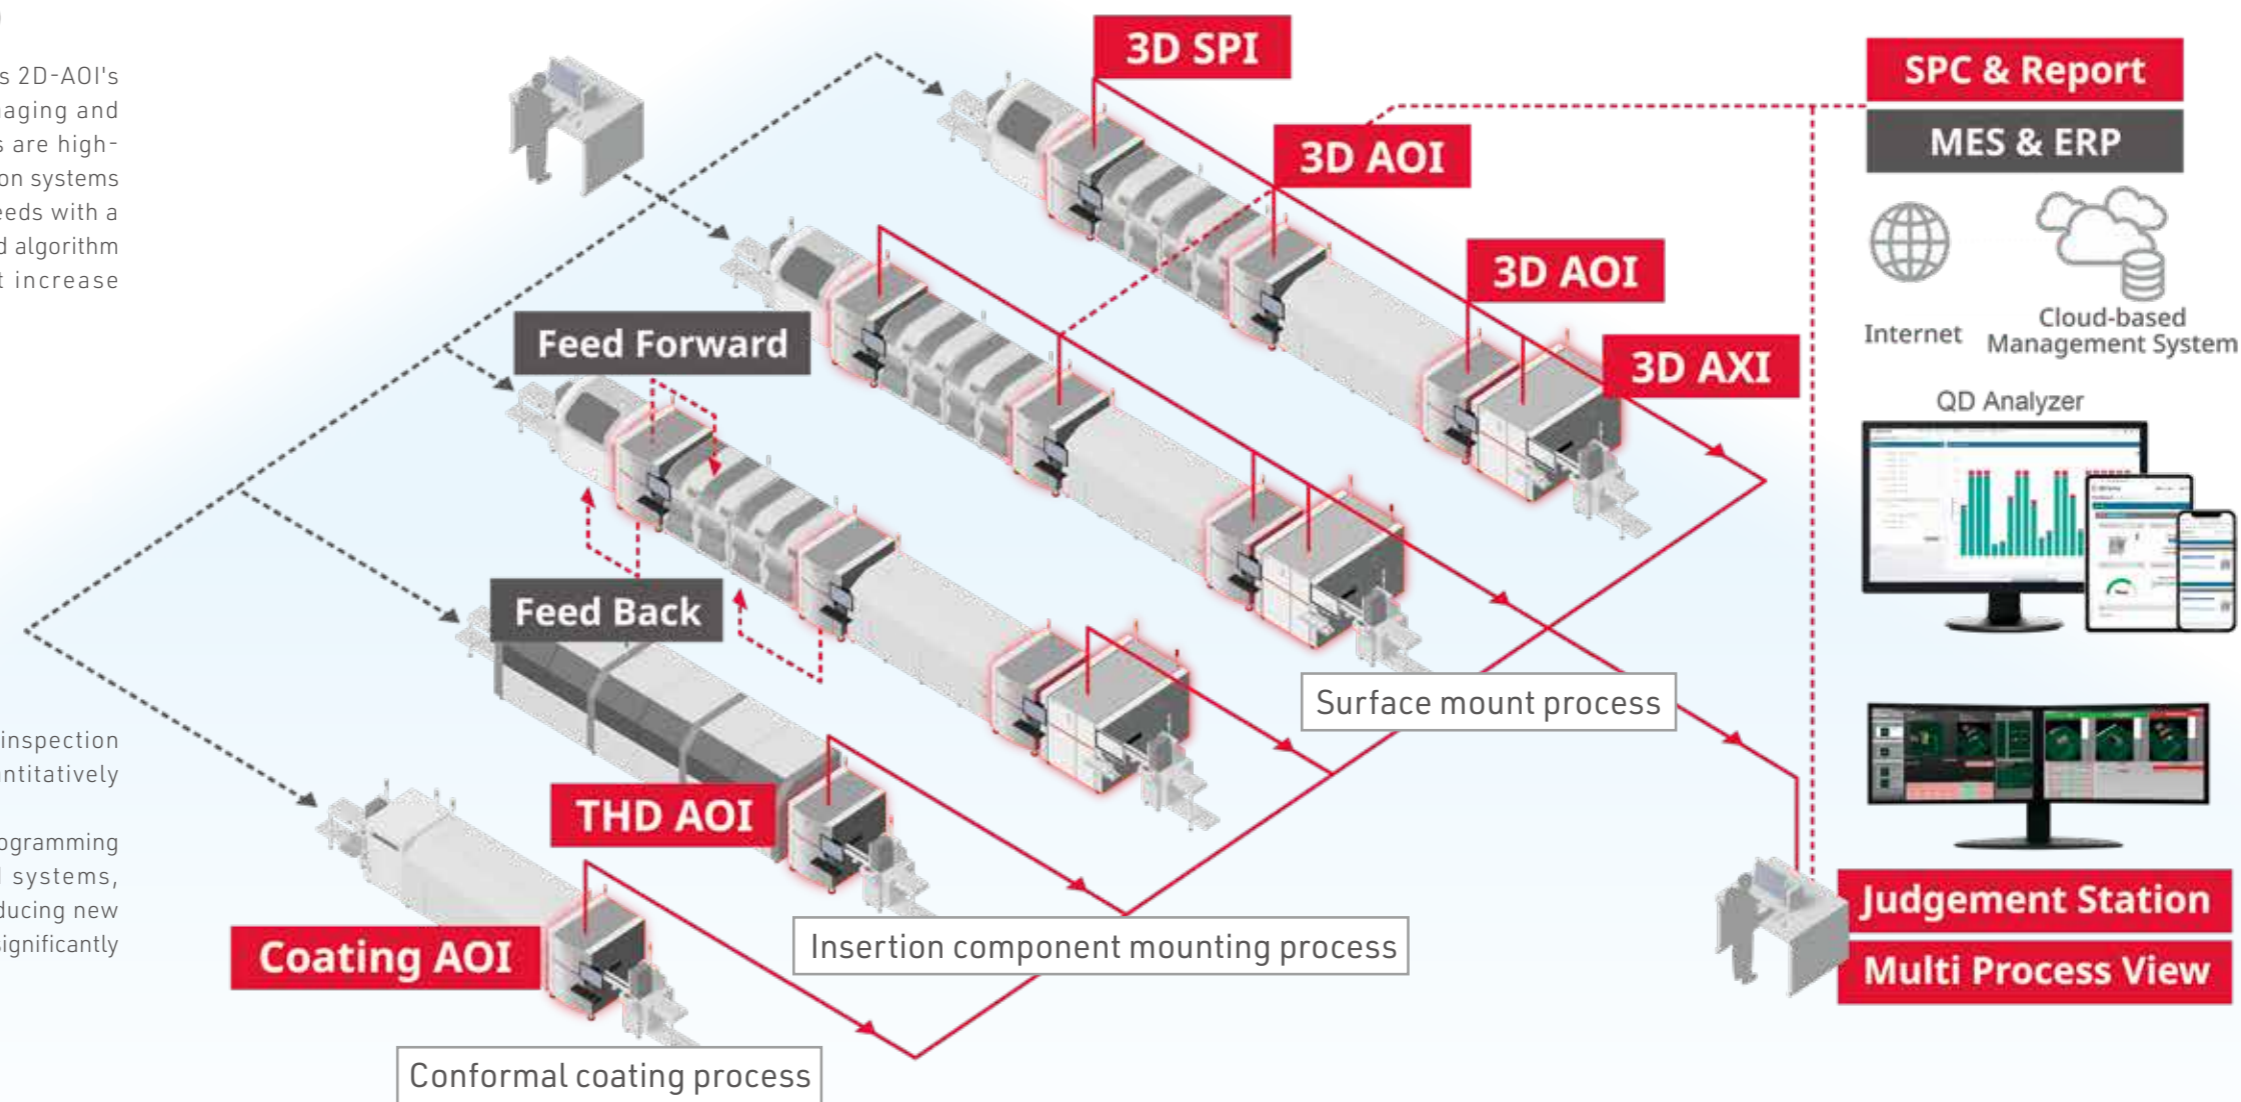 s 2D-AOI's
aging and
s are high-
on systems
eeds with a
d algorithm
t increase
inspection
antitatively
ogramming
systems,
ducing new
significantly
3D SPI
3D AOI
3D AOI
3D AXI
Feed Forward
Feed Back
THD AOI
Coating AOI
Surface mount process
Insertion component mounting process
Conformal coating process
SPC & Report
MES & ERP
Internet
Cloud-based
Management System
QD Analyzer
Judgement Station
Multi Process View